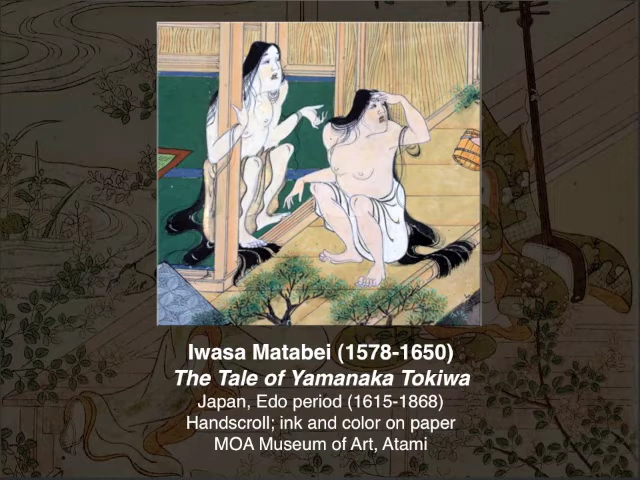 Iwasa Matabei (1578-1650)
The Tale of Yamanaka Tokiwa
Japan, Edo period (1615-1868)
Handscroll; ink and color on paper
MOA Museum of Art, Atami